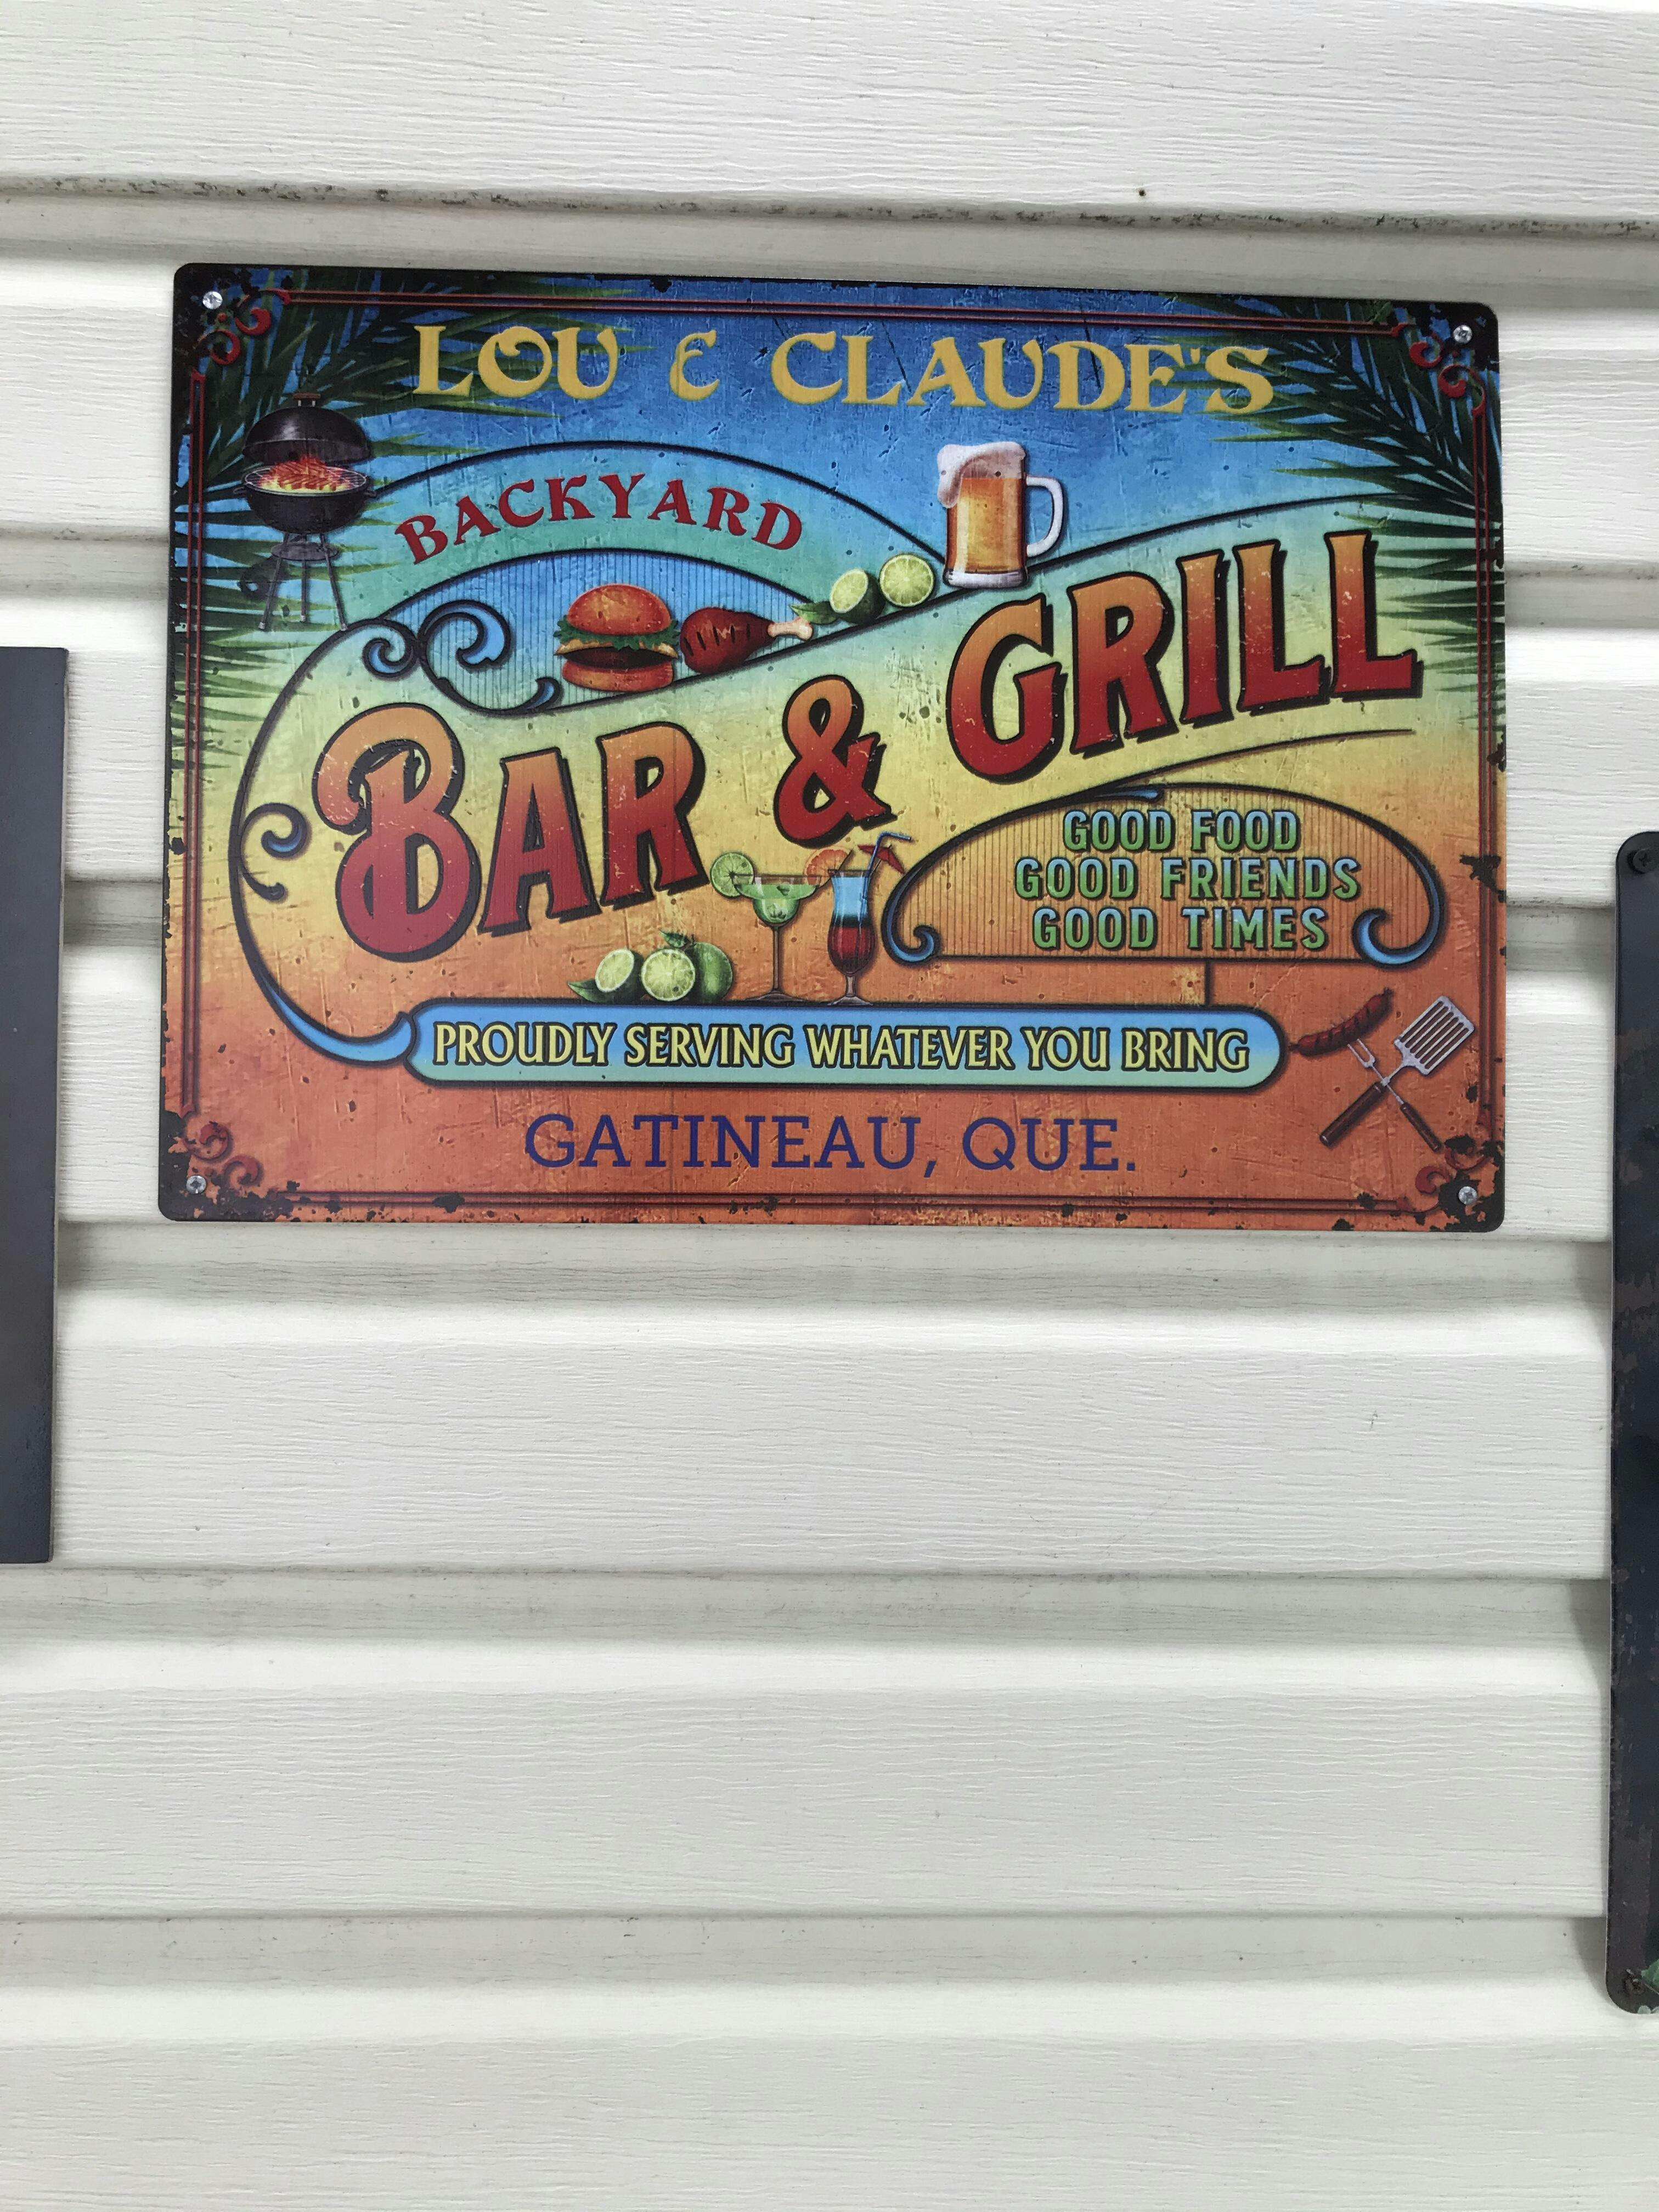 LOU & CLAUDE'S
BACKYARD
BAR & GRILL
GOOD FOOD
GOOD FRIENDS
GOOD TIMES
PROUDLY SERVING WHATEVER YOU BRING
GATINEAU, QUE.